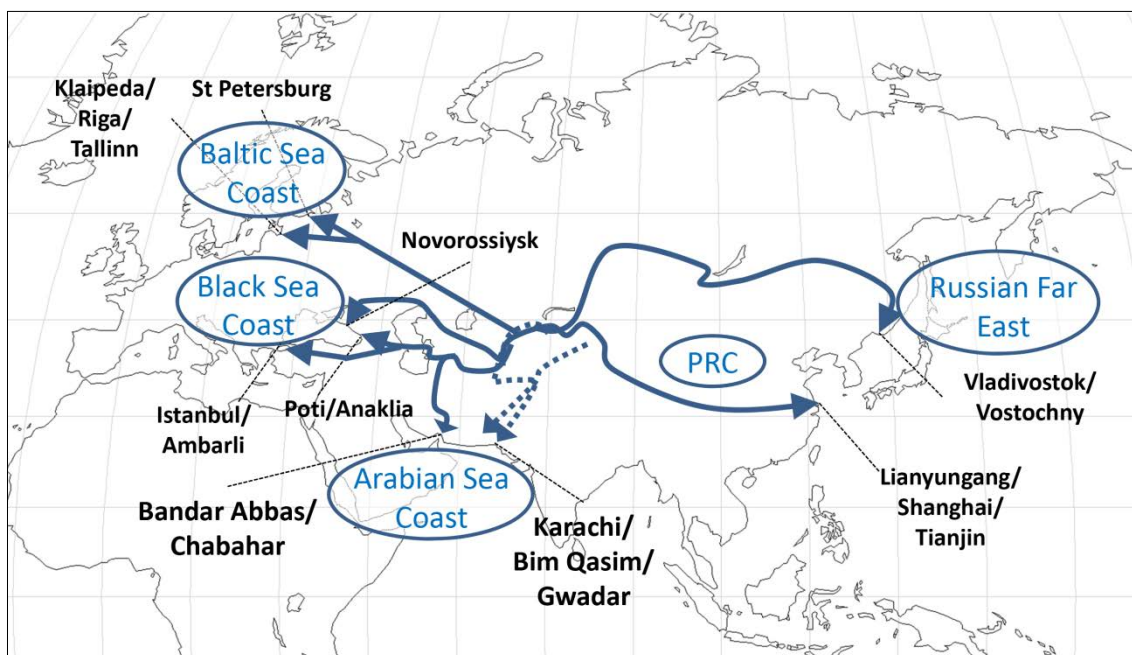 Klaipeda/
Riga/
Tallinn
St Petersburg
Baltic Sea
Coast
Novorossiysk
Black Sea
Coast
Russian Far
East
PRC
Istanbul/
Ambarli
Poti/Anaklia
Vladivostok/
Vostochny
Arabian Sea
Coast
Bandar Abbas/
Chabahar
Karachi/
Bim Qasim/
Gwadar
Lianyungang/
Shanghai/
Tianjin